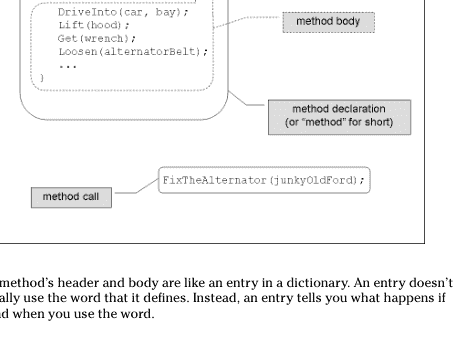 DriveInto(car, bay);
method body
Lift(hood);
Get(wrench);
Loosen(alternatorBelt);
...
}
method declaration
(or "method" for short)
FixTheAlternator(junkyOldFord);
method call
method's header and body are like an entry in a dictionary. An entry doesn't
use the word that it defines. Instead, an entry tells you what happens if
when you use the word.